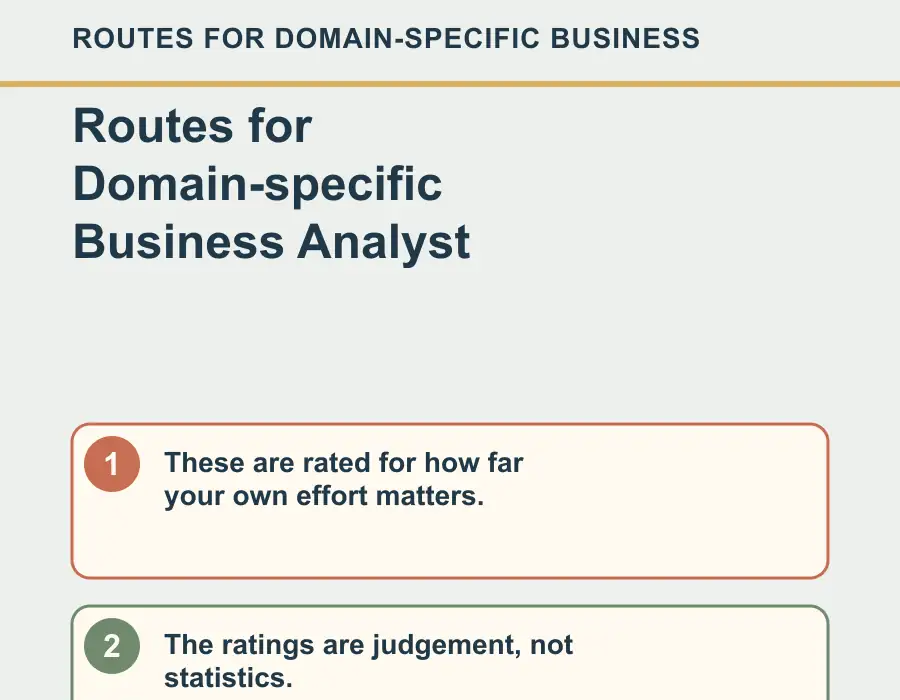 ROUTES FOR DOMAIN-SPECIFIC BUSINESS
Routes for
Domain-specific
Business Analyst
1
These are rated for how far
your own effort matters.
2
The ratings are judgement, not
statistics.